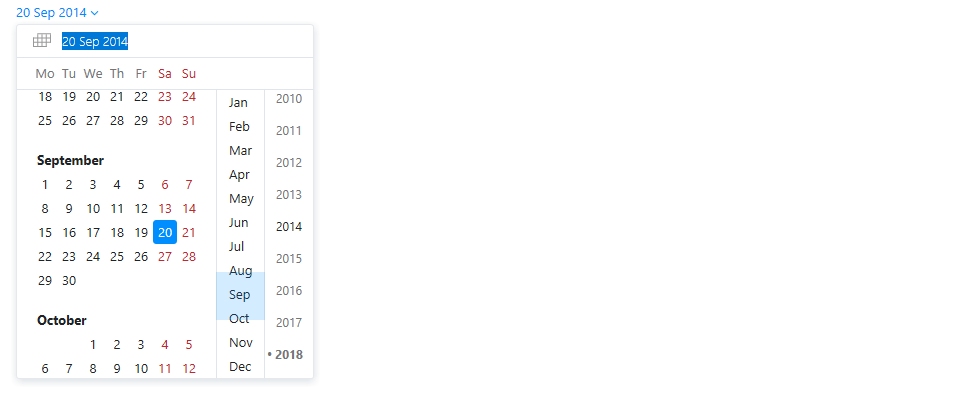 20 Sep 2014
20 Sep 2014
Mo Tu We Th Fr Sa Su
18 19 20 21 22 23 24
25 26 27 28 29 30 31
September
1 2 3 4 5 6 7
8 9 10 11 12 13 14
15 16 17 18 19 20 21
22 23 24 25 26 27 28
29 30
October
1 2 3 4 5
6 7 8 9 10 11 12
Jan
Feb
Mar
Apr
May
Jun
Jul
Aug
Sep
Oct
Nov
Dec
2010
2011
2012
2013
2014
2015
2016
2017
• 2018